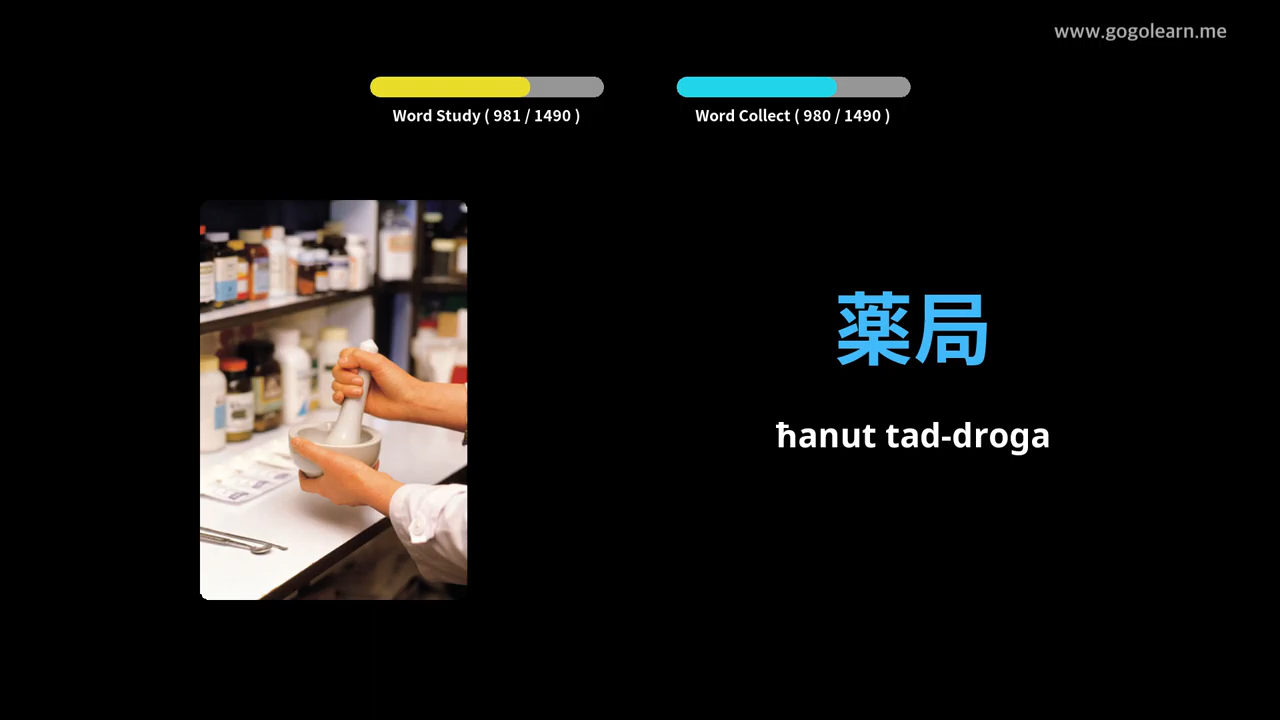 www.gogolearn.me
Word Study ( 981 / 1490 )
Word Collect ( 980 / 1490 )
薬局
ħanut tad-droga